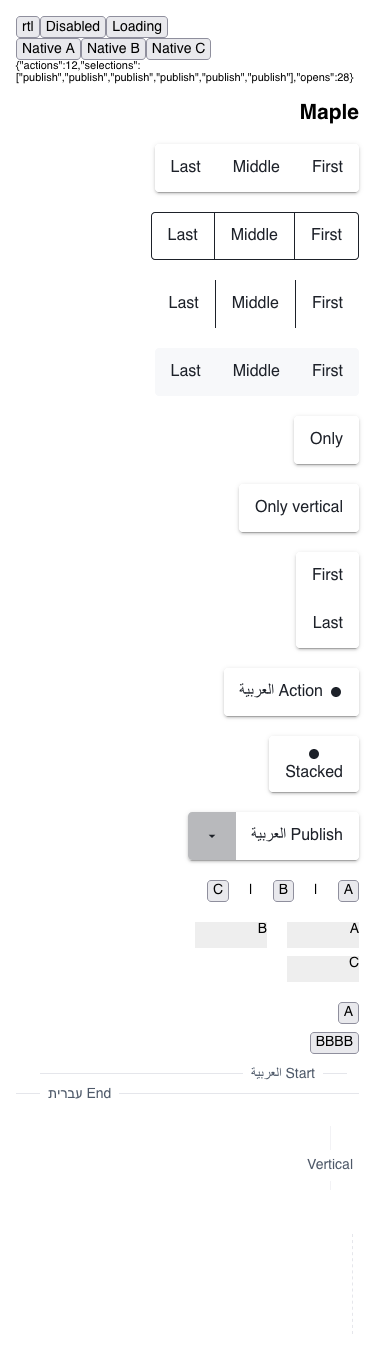 rtl Disabled Loading
Native A Native B Native C
{"actions":12,"selections":
["publish","publish","publish","publish","publish","publish"],"opens":28}
Maple
Last Middle First
Last Middle First
Last Middle First
Last Middle First
Only
Only vertical
First
Last
العربية Action
Stacked
العربية Publish
C | B | A
B A
C
A
BBBB
العربية Start
עברית End
Vertical